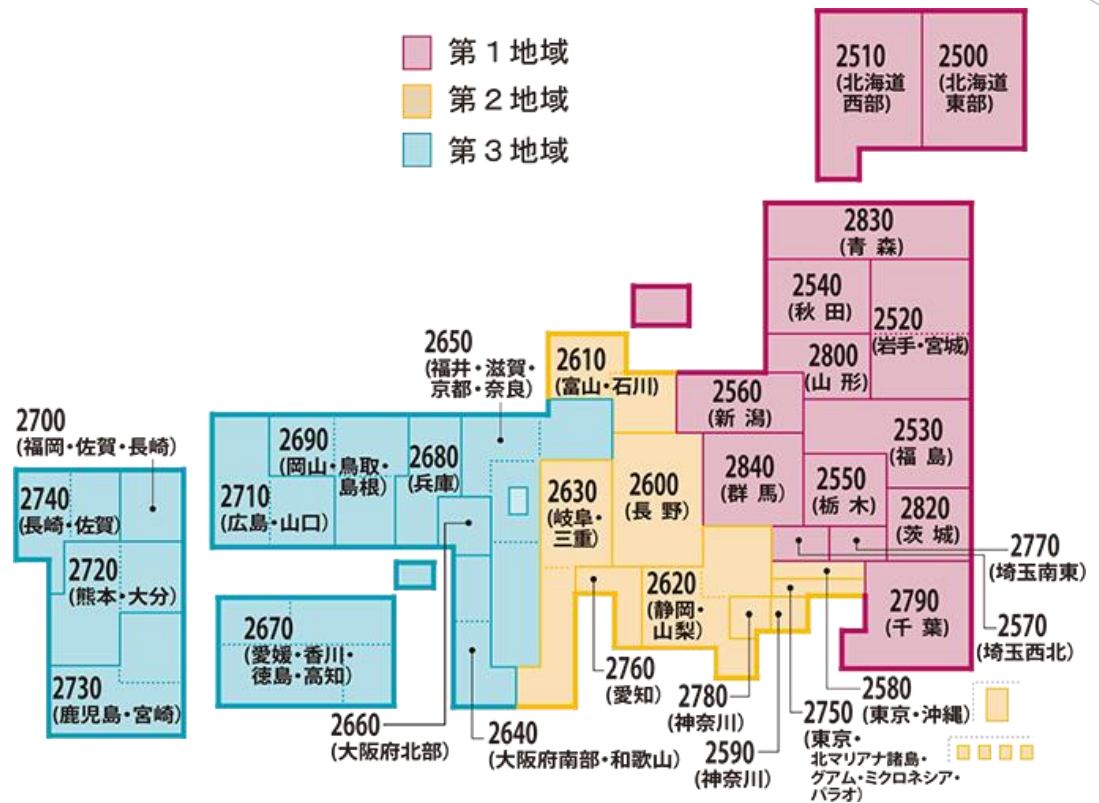 第1地域
第2地域
第3地域
2510
(北海道
西部)
2500
(北海道
東部)
2830
(青 森)
2540
(秋 田)
2520
(岩手・宮城)
2800
(山 形)
2560
(新 潟)
2530
(福 島)
2840
(群 馬)
2550
(栃 木)
2820
(茨 城)
2770
(埼玉南東)
2570
(埼玉西北)
2790
(千 葉)
2580
(東京・沖縄)
2750
(東京・
北マリアナ諸島・
グアム・ミクロネシア・
パラオ)
2610
(富山・石川)
2600
(長 野)
2630
(岐阜・
三重)
2620
(静岡・
山梨)
2760
(愛知)
2780
(神奈川)
2590
(神奈川)
2650
(福井・滋賀・
京都・奈良)
2680
(兵庫)
2690
(岡山・鳥取・
島根)
2710
(広島・山口)
2660
(大阪府北部)
2640
(大阪府南部・和歌山)
2670
(愛媛・香川・
徳島・高知)
2700
(福岡・佐賀・長崎)
2740
(長崎・佐賀)
2720
(熊本・大分)
2730
(鹿児島・宮崎)